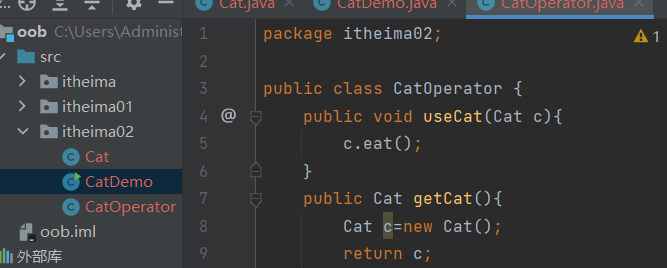 Cat.java
CatDemo.java
CatOperator.java
oob C:\Users\Adminis
src
itheima
itheima01
itheima02
Cat
CatDemo
CatOperator
oob.iml
外部库
1 package itheima02;
1
2
3 public class CatOperator {
4 @ public void useCat(Cat c){
5 c.eat();
6 }
7 public Cat getCat(){
8 Cat c=new Cat();
9 return c;